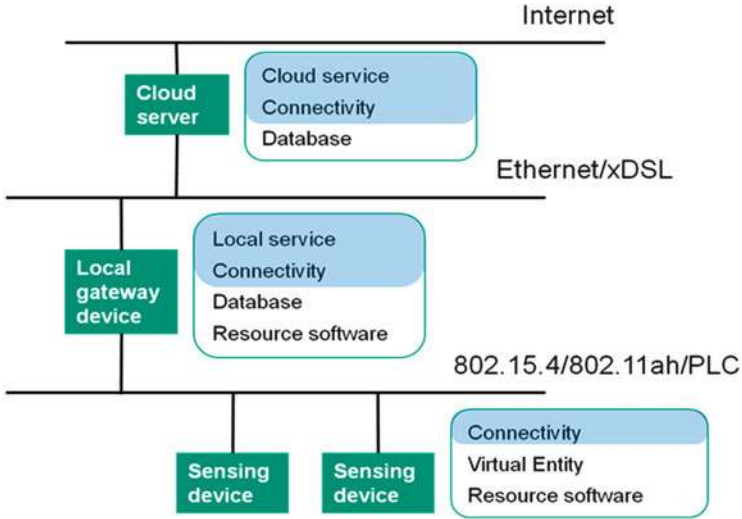 Internet
Cloud
server
Cloud service
Connectivity
Database
Ethernet/xDSL
Local
gateway
device
Local service
Connectivity
Database
Resource software
802.15.4/802.11ah/PLC
Sensing
device
Sensing
device
Connectivity
Virtual Entity
Resource software